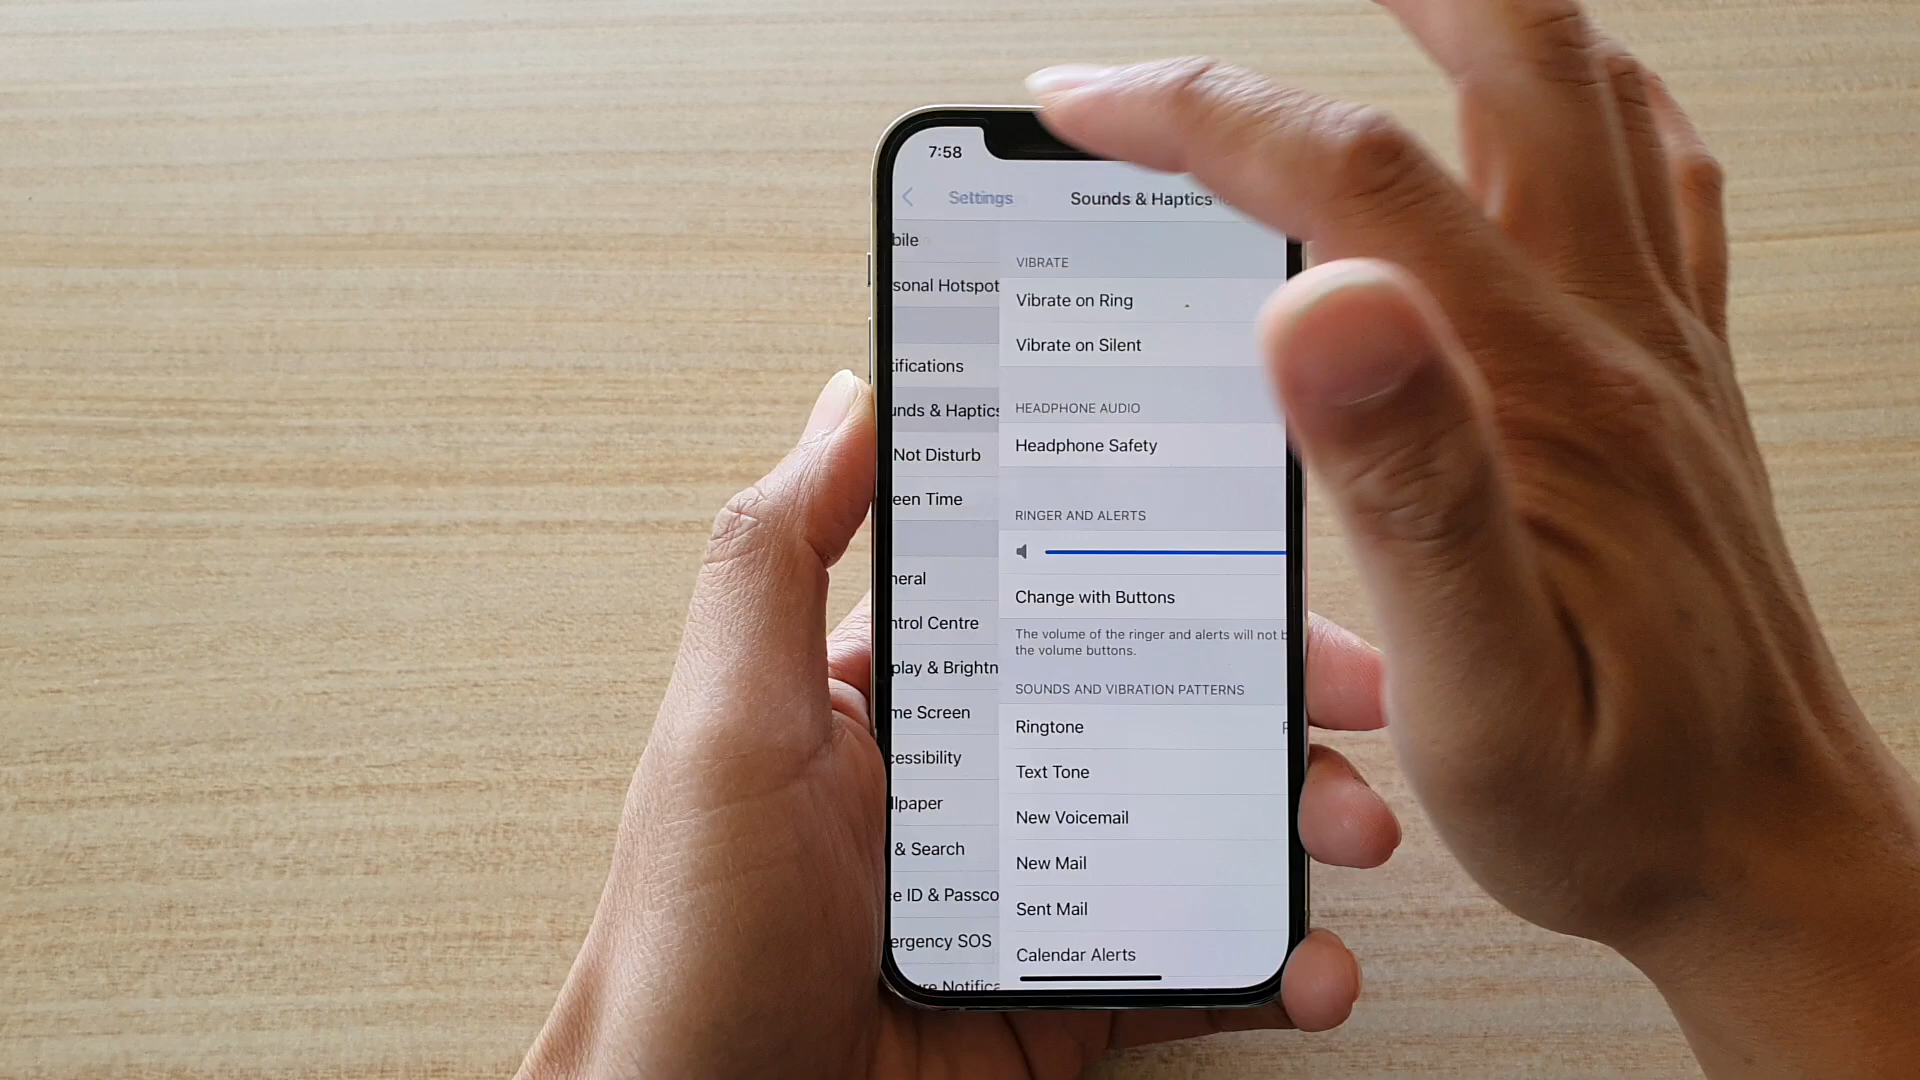 7:58
Settings
Sounds & Haptics
bile
sonal Hotspot
tifications
unds & Haptics
Not Disturb
een Time
neral
ntrol Centre
play & Brightn
me Screen
cessibility
llpaper
& Search
e ID & Passco
ergency SOS
ure Notifica
VIBRATE
Vibrate on Ring
Vibrate on Silent
HEADPHONE AUDIO
Headphone Safety
RINGER AND ALERTS
Change with Buttons
The volume of the ringer and alerts will not b
the volume buttons.
SOUNDS AND VIBRATION PATTERNS
Ringtone
Text Tone
New Voicemail
New Mail
Sent Mail
Calendar Alerts